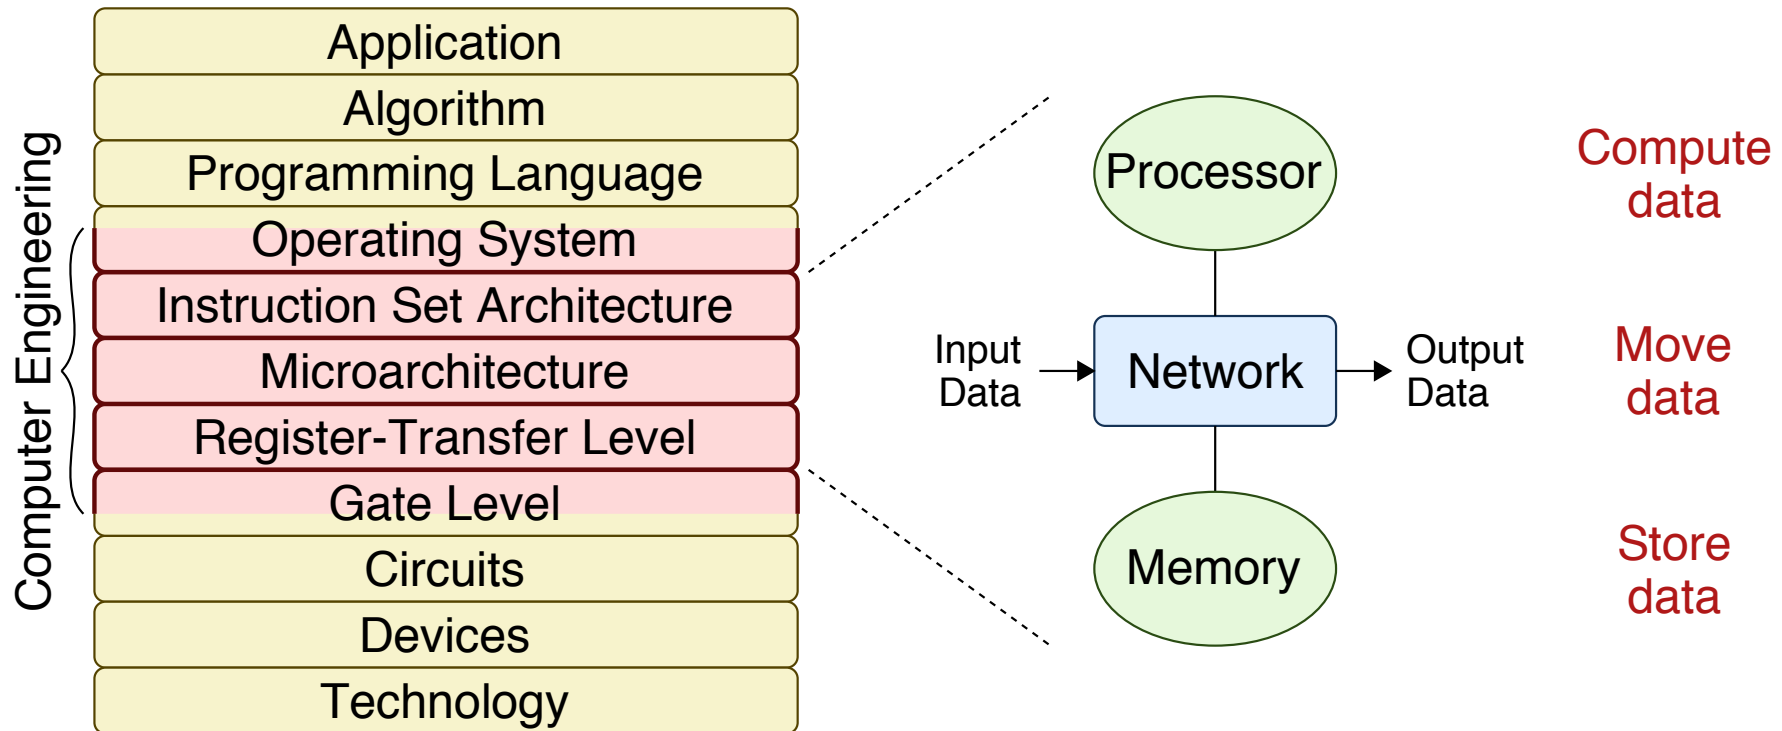 Computer Engineering
Application
Algorithm
Programming Language
Operating System
Instruction Set Architecture
Microarchitecture
Register-Transfer Level
Gate Level
Circuits
Devices
Technology
Processor
Input
Data
Network
Output
Data
Memory
Compute
data
Move
data
Store
data